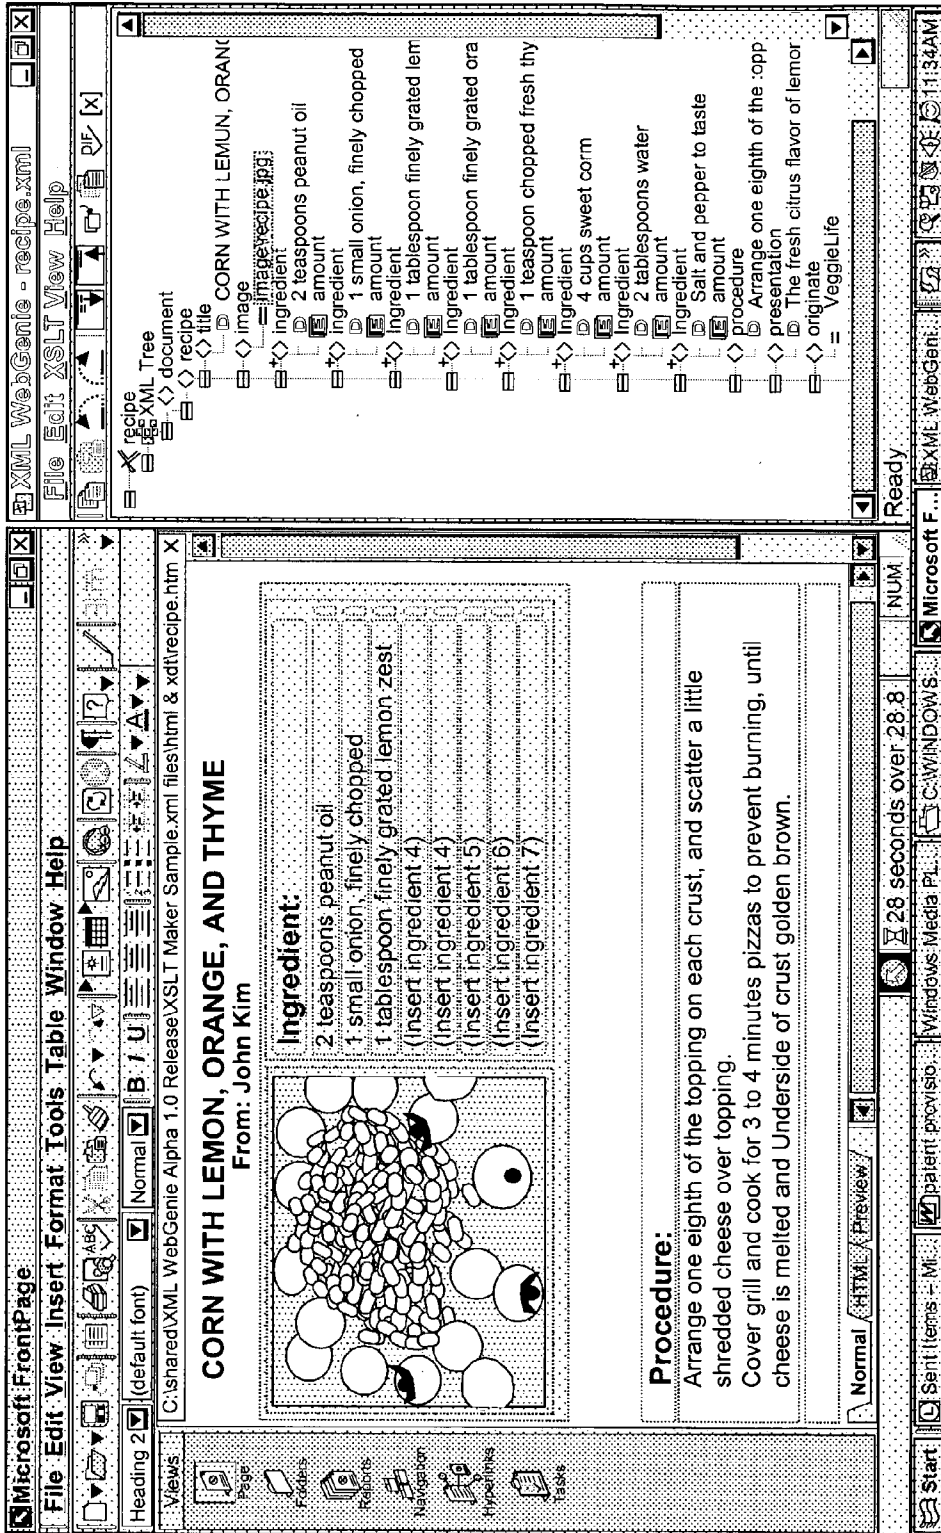 Microsoft FrontPage
File Edit View Insert Format Tools Table Window Help
ABC
Heading 2
(default font)
Normal
B I U
A
Views
C:\shared\XML WebGenie Alpha 1.0 Release\XSLT Maker Sample.xml files\html & xdt\recipe.htm X
Page
Folders
Reports
Navigation
Hyperlinks
Tasks
CORN WITH LEMON, ORANGE, AND THYME
From: John Kim
Ingredient:
2 teaspoons peanut oil
1 small onion, finely chopped
1 tablespoon finely grated lemon zest
(Insert ingredient 4)
(Insert ingredient 4)
(Insert ingredient 5)
(Insert ingredient 6)
(Insert ingredient 7)
Procedure:
Arrange one eighth of the topping on each crust, and scatter a little
shredded cheese over topping.
Cover grill and cook for 3 to 4 minutes pizzas to prevent burning, until
cheese is melted and Underside of crust golden brown.
Normal HTML Preview
28 seconds over 28.8
NUM
XML WebGenie - recipe.xml
File Edit XSLT View Help
DIF [x]
recipe
XML Tree
document
recipe
title
D CORN WITH LEMUN, ORANG
image
= image recipe.jpg
Ingredient
D 2 teaspoons peanut oil
E amount
Ingredient
D 1 small onion, finely chopped
E amount
Ingredient
D 1 tablespoon finely grated lem
E amount
Ingredient
D 1 tablespoon finely grated ora
E amount
Ingredient
D 1 teaspoon chopped fresh thy
E amount
Ingredient
D 4 cups sweet corm
E amount
Ingredient
D 2 tablespoons water
E amount
Ingredient
D Salt and pepper to taste
E amount
procedure
D Arrange one eighth of the :opp
presentation
D The fresh citrus flavor of lemor
originate
= VeggieLife
Ready
Start
Sent Items - Mi...
patent provisio...
Windows Media PL...
C:\WINDOWS...
Microsoft F...
XML WebGeni...
11:34AM